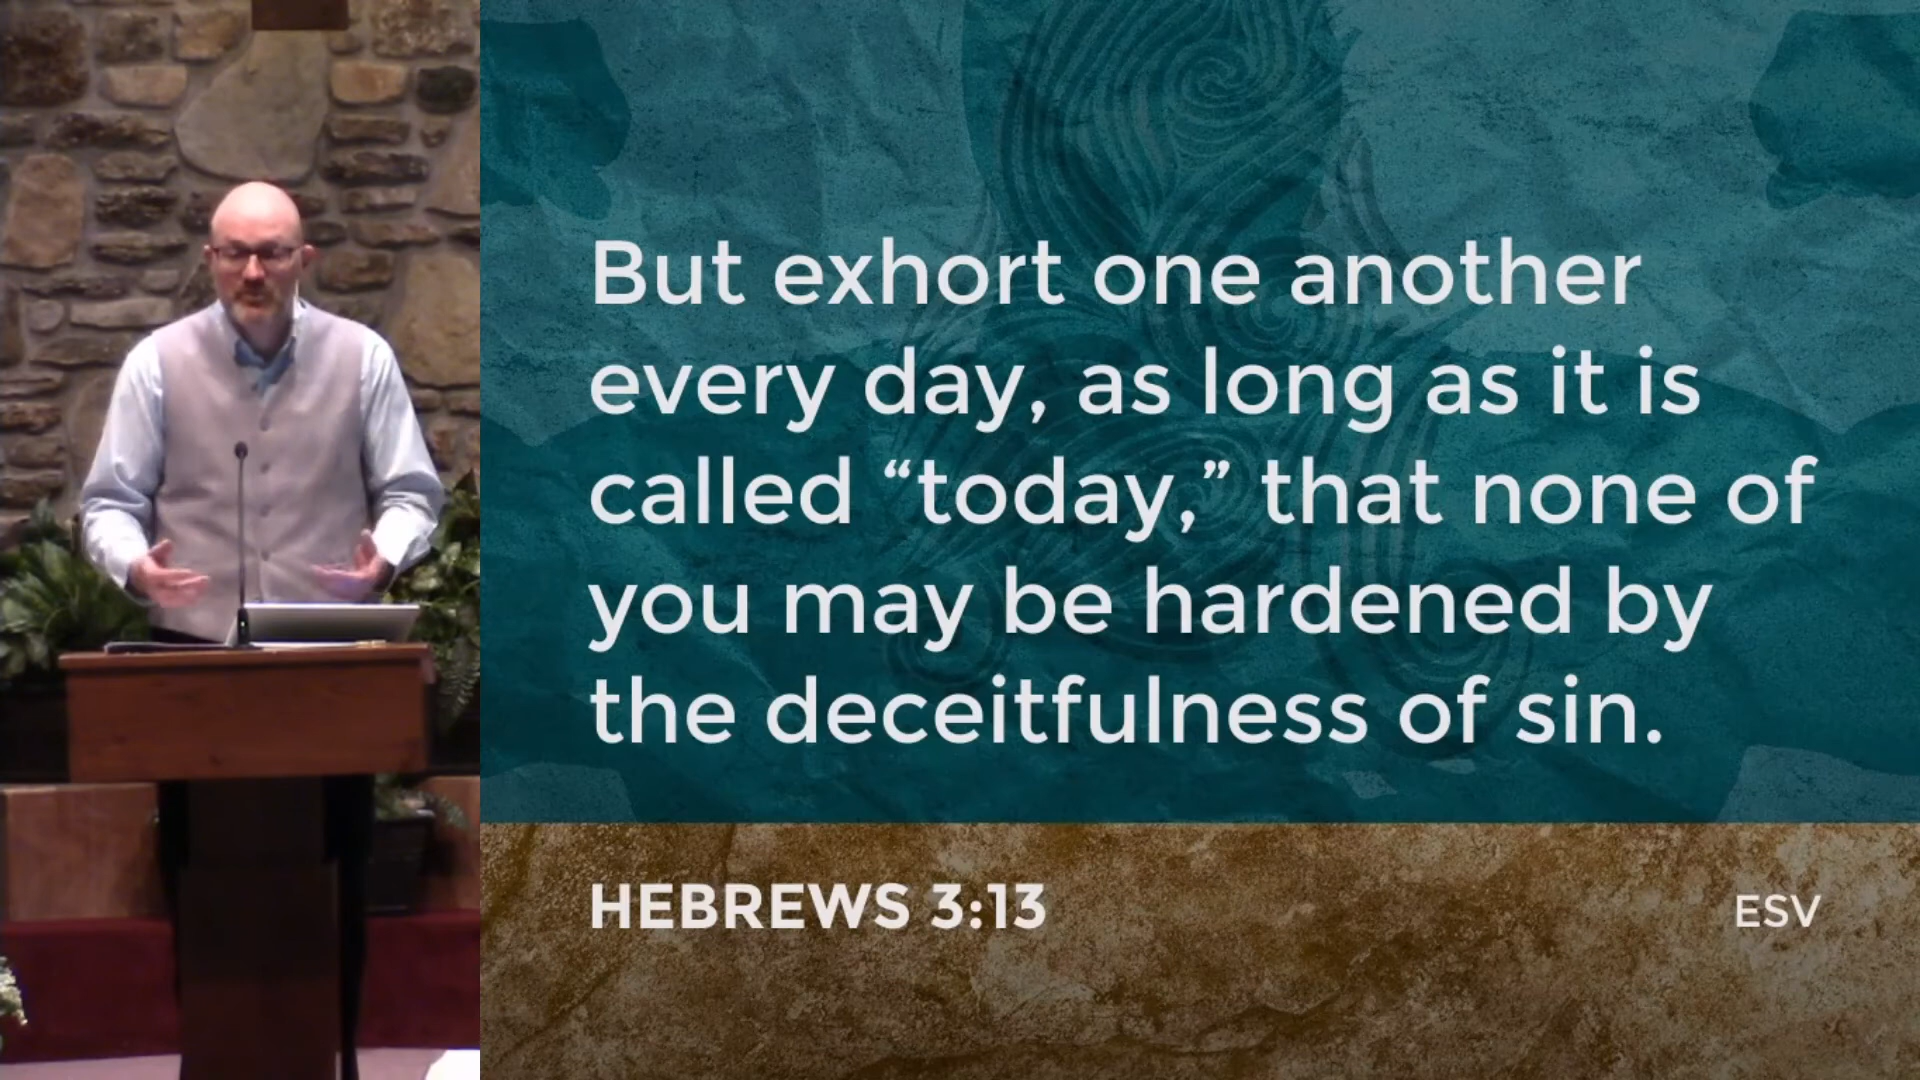 But exhort one another
every day, as long as it is
called “today,” that none of
you may be hardened by
the deceitfulness of sin.
HEBREWS 3:13
ESV